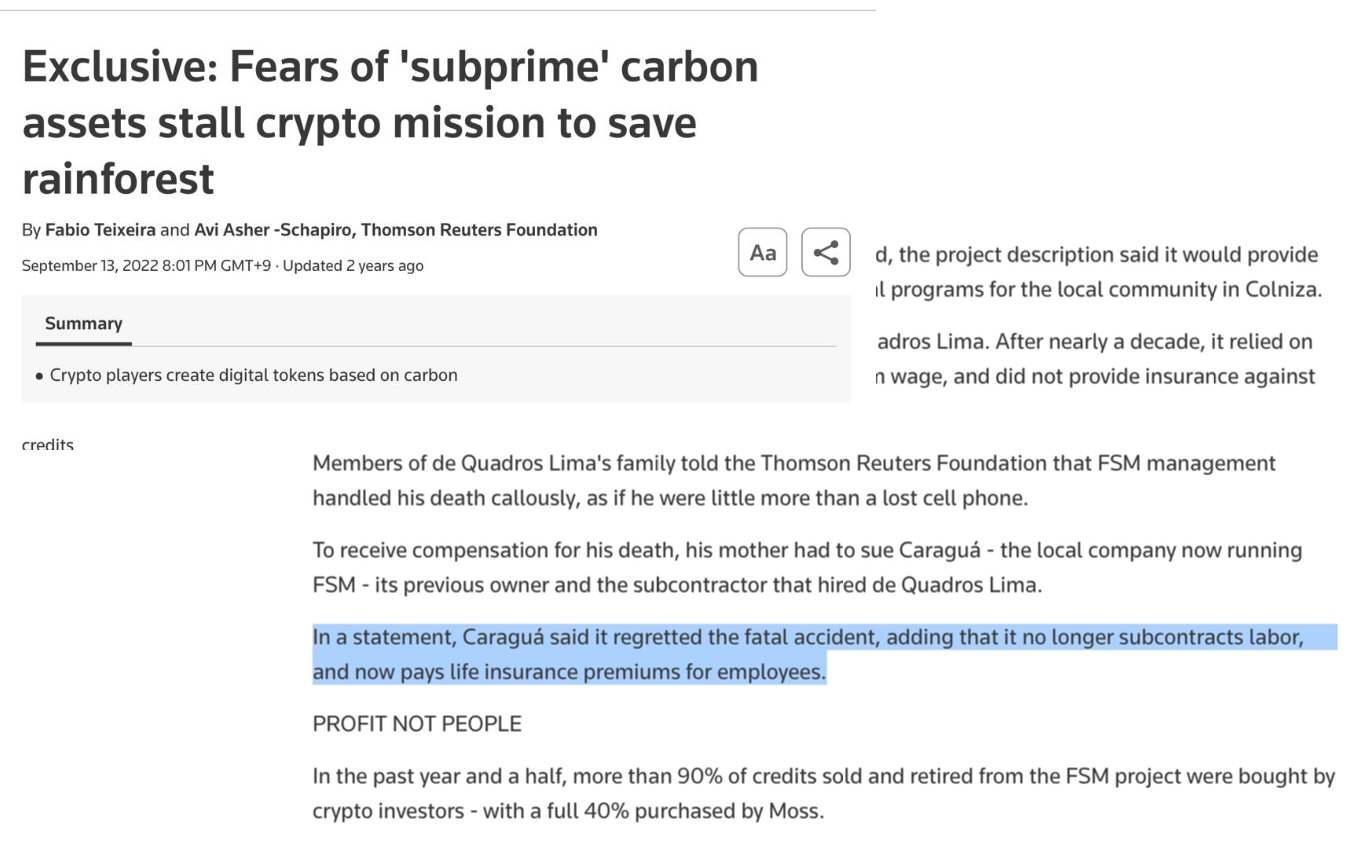 Exclusive: Fears of 'subprime' carbon
assets stall crypto mission to save
rainforest
By Fabio Teixeira and Avi Asher -Schapiro, Thomson Reuters Foundation
September 13, 2022 8:01 PM GMT+9 · Updated 2 years ago
Aa
Summary
• Crypto players create digital tokens based on carbon
credits
d, the project description said it would provide
l programs for the local community in Colniza.
adros Lima. After nearly a decade, it relied on
wage, and did not provide insurance against
Members of de Quadros Lima's family told the Thomson Reuters Foundation that FSM management
handled his death callously, as if he were little more than a lost cell phone.
To receive compensation for his death, his mother had to sue Caraguá - the local company now running
FSM - its previous owner and the subcontractor that hired de Quadros Lima.
In a statement, Caraguá said it regretted the fatal accident, adding that it no longer subcontracts labor,
and now pays life insurance premiums for employees.
PROFIT NOT PEOPLE
In the past year and a half, more than 90% of credits sold and retired from the FSM project were bought by
crypto investors - with a full 40% purchased by Moss.